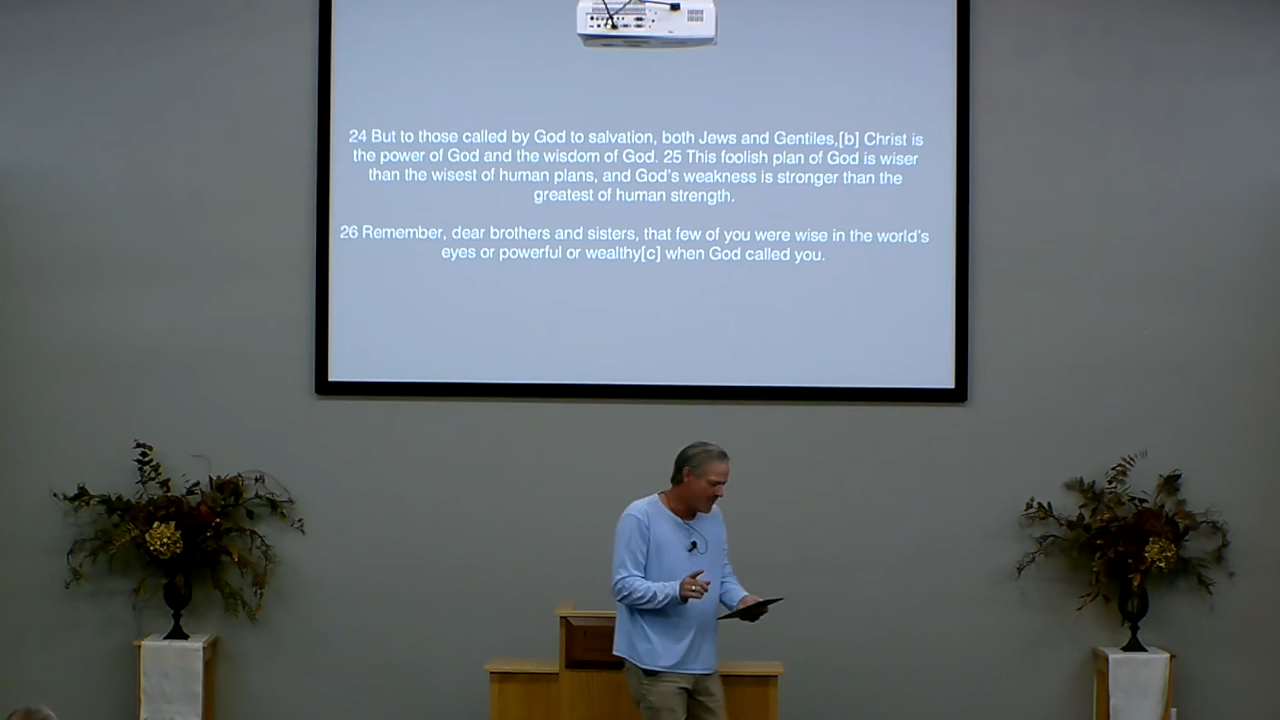 24 But to those called by God to salvation, both Jews and Gentiles,[b] Christ is
the power of God and the wisdom of God. 25 This foolish plan of God is wiser
than the wisest of human plans, and God's weakness is stronger than the
greatest of human strength.
26 Remember, dear brothers and sisters, that few of you were wise in the world's
eyes or powerful or wealthy[c] when God called you.